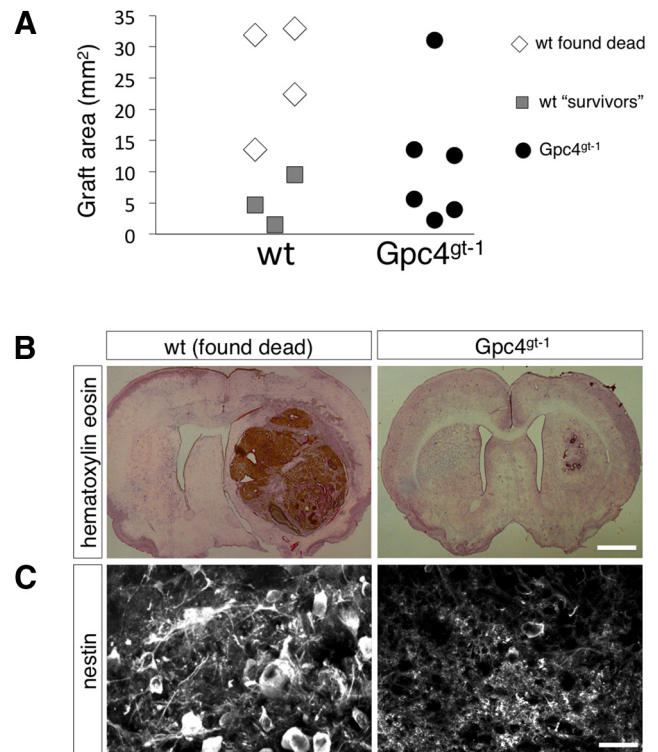 A
Graft area (mm²)
35
30
25
20
15
10
5
0
wt
Gpc4gt-1
wt found dead
wt “survivors”
Gpc4gt-1
B
wt (found dead)
Gpc4gt-1
hematoxylin eosin
C
nestin